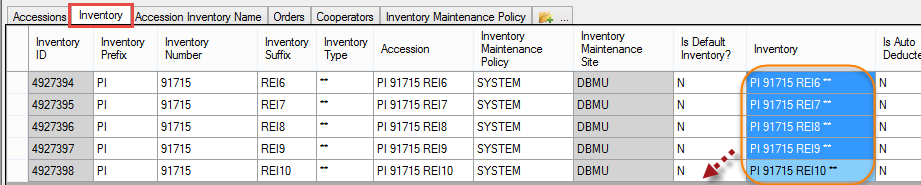 Accessions Inventory Accession Inventory Name Orders Cooperators Inventory Maintenance Policy ...
Inventory ID Inventory Prefix Inventory Number Inventory Suffix Inventory Type Accession Inventory Maintenance Policy Inventory Maintenance Site Is Default Inventory? Inventory Is Auto Deducte
4927394 PI 91715 REI6 ** PI 91715 REI6 SYSTEM DBMU N PI 91715 REI6 ** N
4927395 PI 91715 REI7 ** PI 91715 REI7 SYSTEM DBMU N PI 91715 REI7 ** N
4927396 PI 91715 REI8 ** PI 91715 REI8 SYSTEM DBMU N PI 91715 REI8 ** N
4927397 PI 91715 REI9 ** PI 91715 REI9 SYSTEM DBMU N PI 91715 REI9 ** N
4927398 PI 91715 REI10 ** PI 91715 REI10 SYSTEM DBMU N PI 91715 REI10 ** N